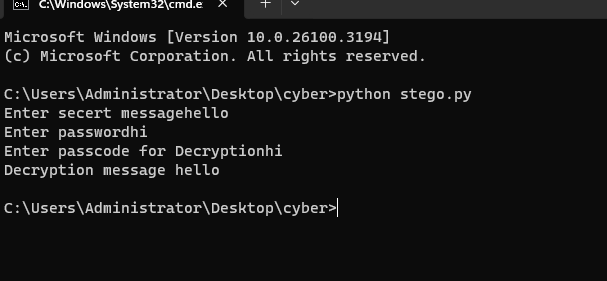 C:\Windows\System32\cmd.e
Microsoft Windows [Version 10.0.26100.3194]
(c) Microsoft Corporation. All rights reserved.
C:\Users\Administrator\Desktop\cyber>python stego.py
Enter secert messagehello
Enter passwordhi
Enter passcode for Decryptionhi
Decryption message hello
C:\Users\Administrator\Desktop\cyber>